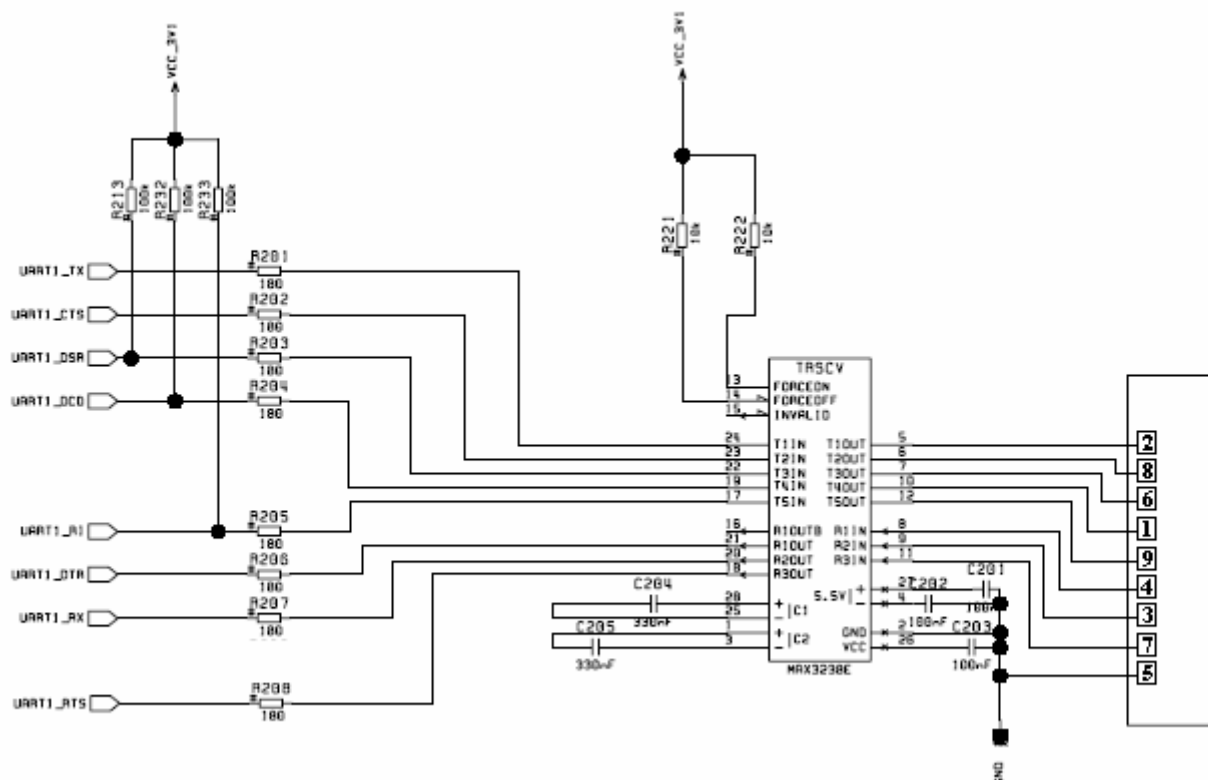 VCC_3V1
VCC_3V1
R213
100k
R232
100k
R233
100k
R221
10k
R222
10k
UART1_TX
R201
180
UART1_CTS
R202
180
UART1_DSR
R203
180
UART1_DCD
R204
180
UART1_RI
R205
180
UART1_DTR
R206
180
UART1_RX
R207
180
UART1_RTS
R208
180
TRSCV
13 FORCEON
14 FORCEOFF
15 INVALID
24 T1IN T1OUT 5
23 T2IN T2OUT 6
22 T3IN T3OUT 7
19 T4IN T4OUT 10
17 T5IN T5OUT 12
16 R1OUTB R1IN 8
21 R1OUT R2IN 9
20 R2OUT R3IN 11
18 R3OUT
28 + C1 5.5V + 27
25 - - 4
1 + C2 GND 2
3 - VCC 26
MAX3238E
C204
330nF
C205
330nF
C201
100nF
C202
100nF
C203
100nF
2
8
6
1
9
4
3
7
5
GND